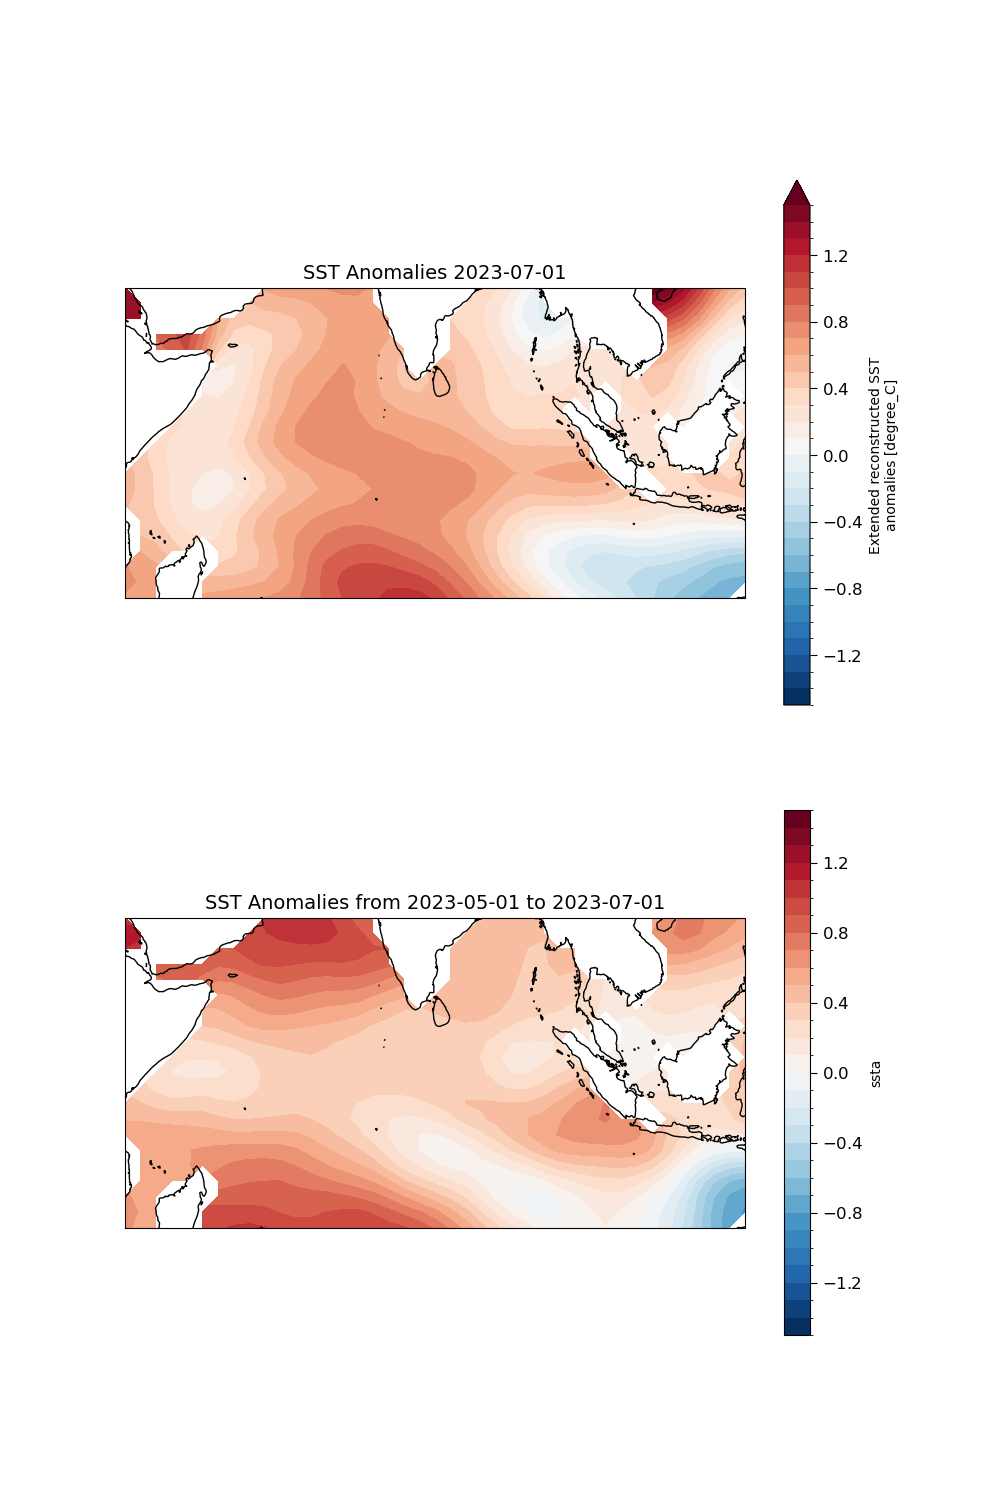 SST Anomalies 2023-07-01
1.2
0.8
0.4
0.0
−0.4
−0.8
−1.2
Extended reconstructed SST
anomalies [degree_C]
SST Anomalies from 2023-05-01 to 2023-07-01
1.2
0.8
0.4
0.0
−0.4
−0.8
−1.2
ssta